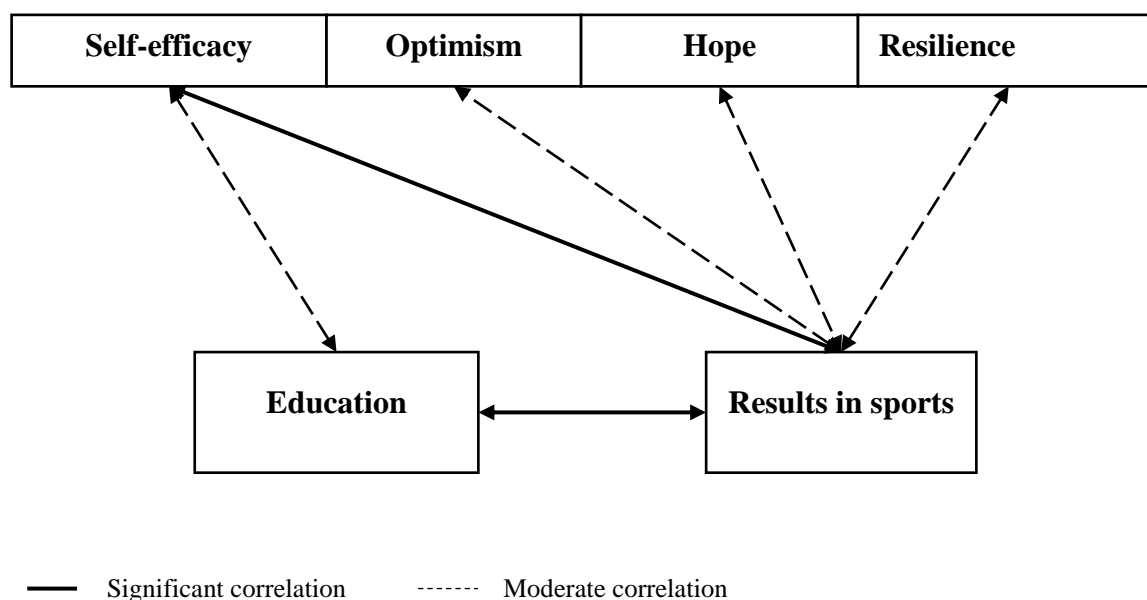 Self-efficacy Optimism Hope Resilience
Education Results in sports
Significant correlation Moderate correlation